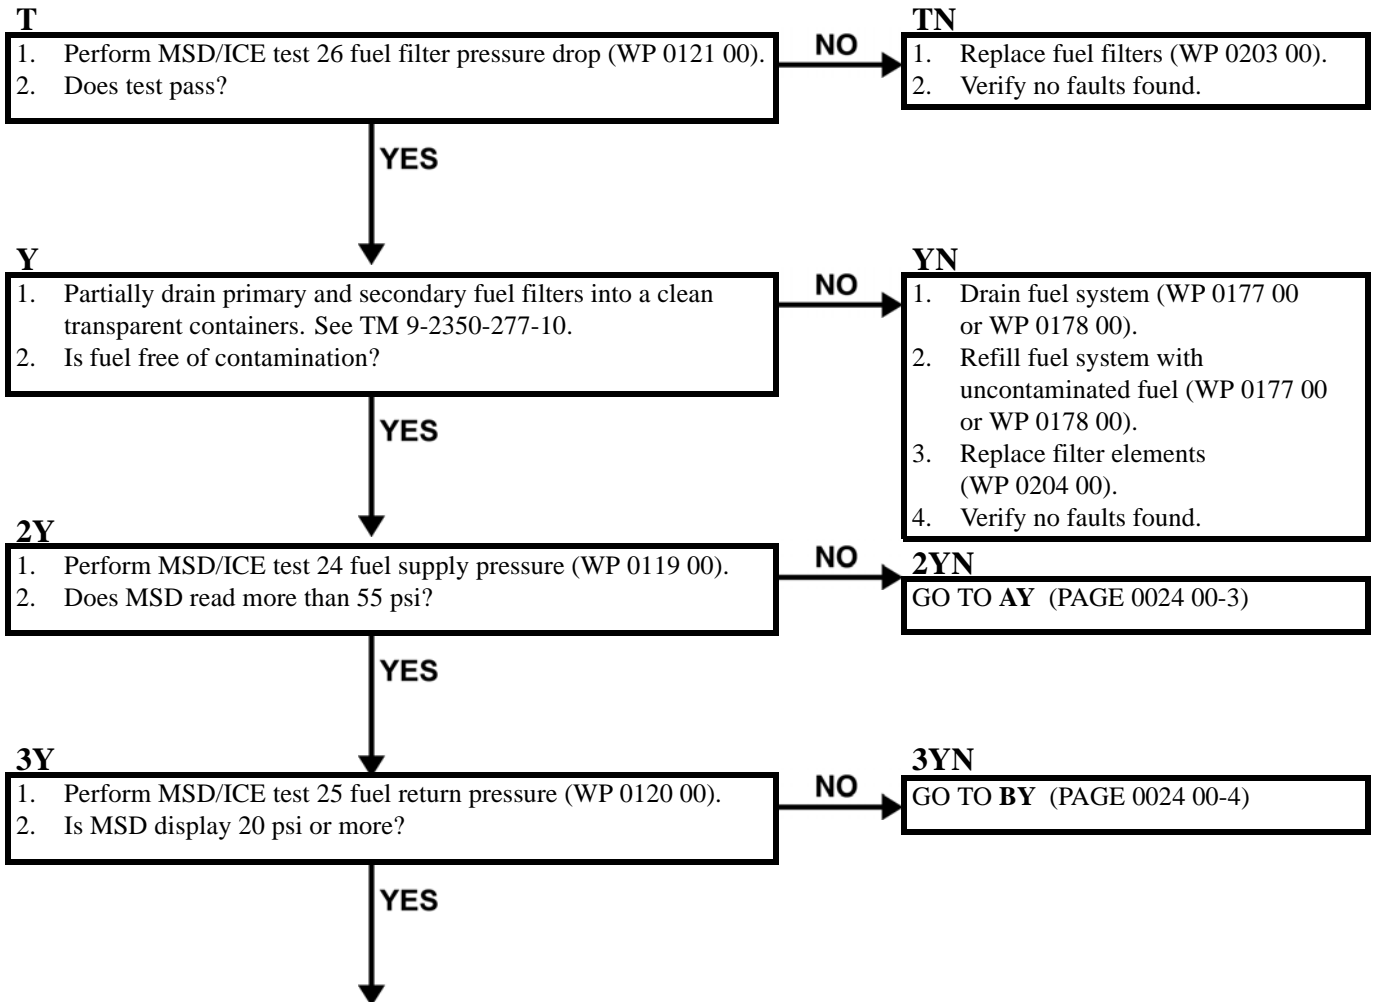 T
1. Perform MSD/ICE test 26 fuel filter pressure drop (WP 0121 00).
2. Does test pass?
NO
TN
1. Replace fuel filters (WP 0203 00).
2. Verify no faults found.
YES
Y
1. Partially drain primary and secondary fuel filters into a clean
transparent containers. See TM 9-2350-277-10.
2. Is fuel free of contamination?
NO
YN
1. Drain fuel system (WP 0177 00
or WP 0178 00).
2. Refill fuel system with
uncontaminated fuel (WP 0177 00
or WP 0178 00).
3. Replace filter elements
(WP 0204 00).
4. Verify no faults found.
YES
2Y
1. Perform MSD/ICE test 24 fuel supply pressure (WP 0119 00).
2. Does MSD read more than 55 psi?
NO
2YN
GO TO AY (PAGE 0024 00-3)
YES
3Y
1. Perform MSD/ICE test 25 fuel return pressure (WP 0120 00).
2. Is MSD display 20 psi or more?
NO
3YN
GO TO BY (PAGE 0024 00-4)
YES